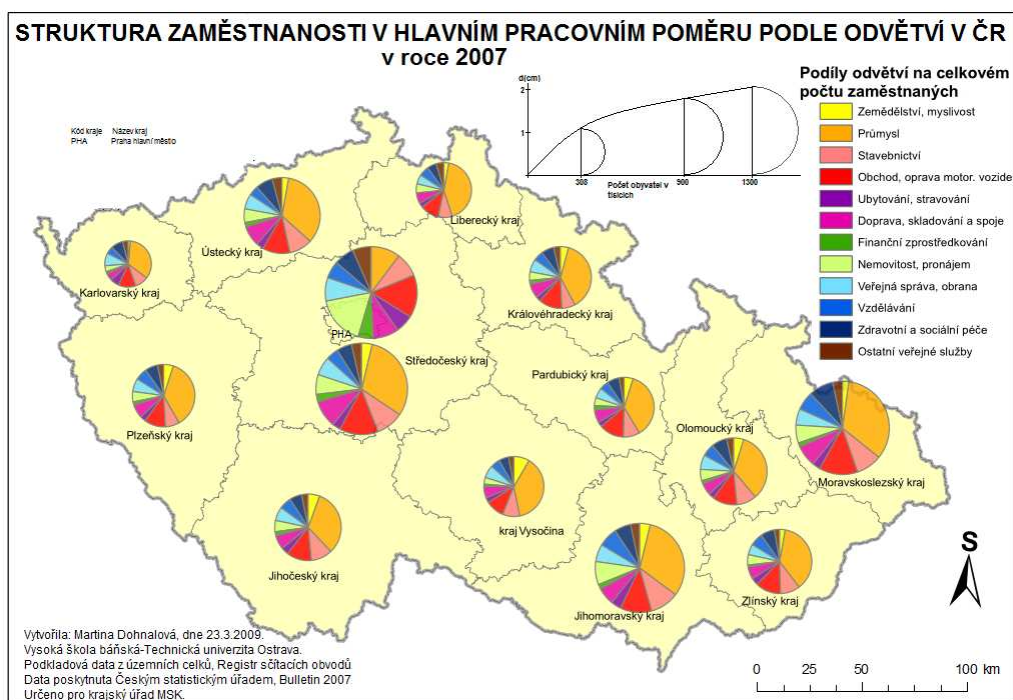 STRUKTURA ZAMĚSTNANOSTI V HLAVNÍM PRACOVNÍM POMĚRU PODLE ODVĚTVÍ V ČR
v roce 2007
Kód kraje Název kraj
PHA Praha hlavní město
d(cm)
2
1
308 900 1300
Počet obyvatel v
tisících
Podíly odvětví na celkovém
počtu zaměstnaných
Zemědělství, myslivost
Průmysl
Stavebnictví
Obchod, oprava motor. vozide
Ubytování, stravování
Doprava, skladování a spoje
Finanční zprostředkování
Nemovitost, pronájem
Veřejná správa, obrana
Vzdělávání
Zdravotní a sociální péče
Ostatní veřejné služby
Liberecký kraj
Ústecký kraj
Karlovarský kraj
Královéhradecký kraj
PHA
Středočeský kraj
Pardubický kraj
Plzeňský kraj
Olomoucký kraj
Moravskoslezský kraj
kraj Vysočina
Jihočeský kraj
Jihomoravský kraj
Zlínský kraj
S
Vytvořila: Martina Dohnalová, dne 23.3.2009.
Vysoká škola báňská-Technická univerzita Ostrava.
Podkladová data z územních celků, Registr sčítacích obvodů
Data poskytnuta Českým statistickým úřadem, Bulletin 2007
Určeno pro krajský úřad MSK.
0 25 50 100 km